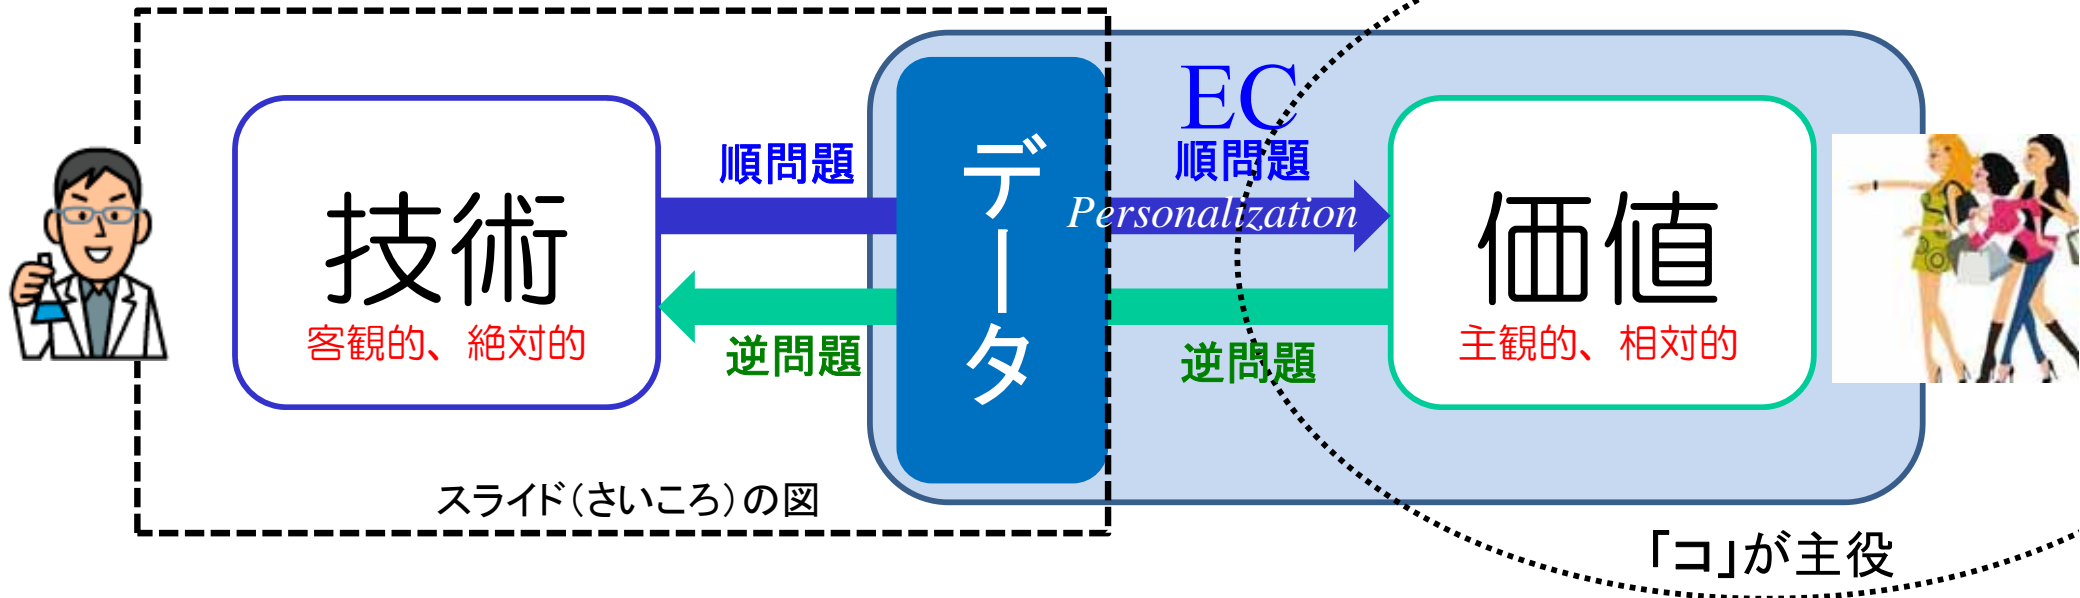 EC
順問題
順問題
Personalization
技術
客観的、絶対的
データ
価値
主観的、相対的
逆問題
逆問題
スライド(さいころ)の図
「コ」が主役